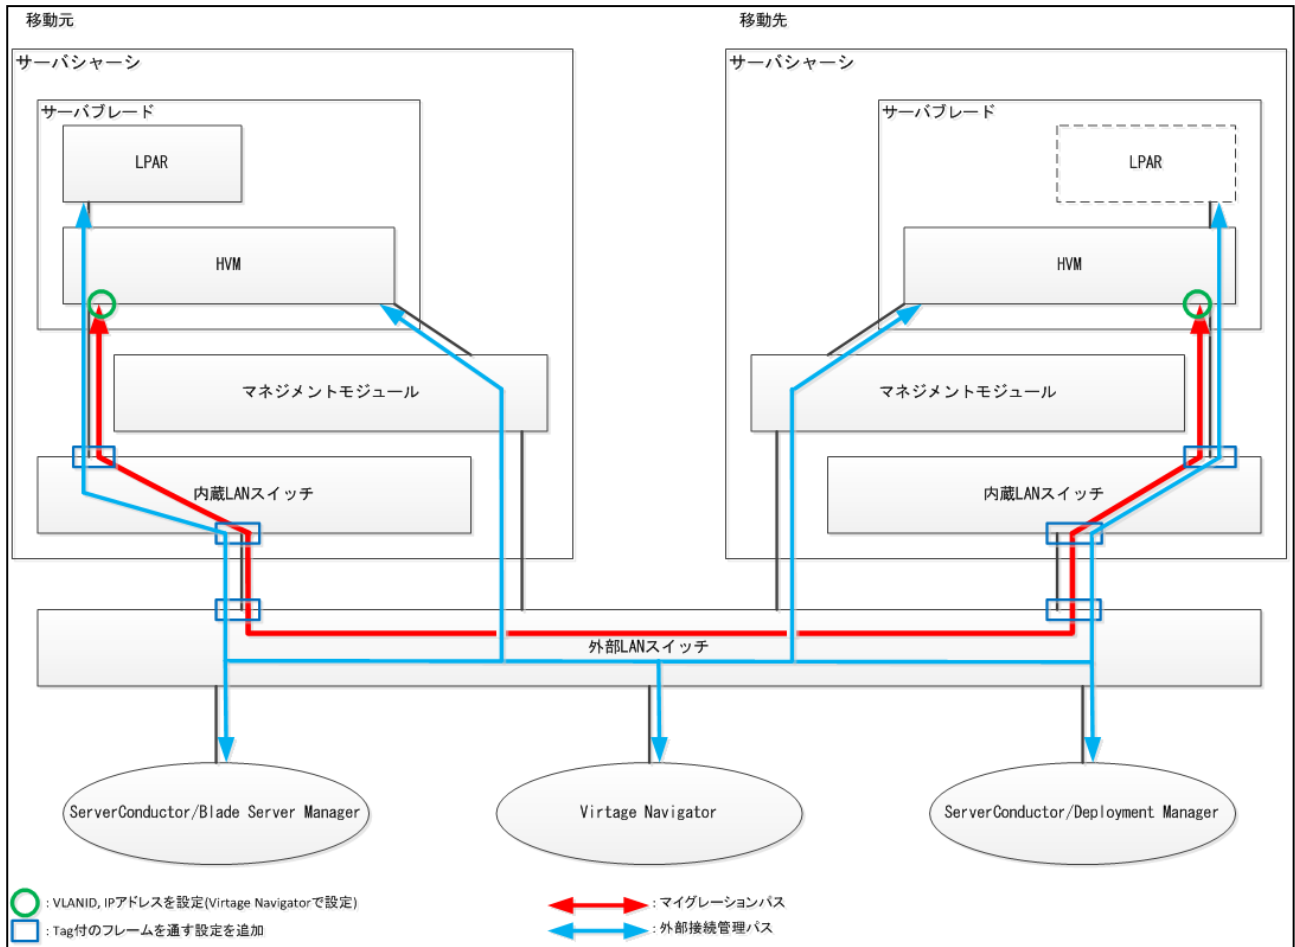 移動元
移動先
サーバシャーシ
サーバシャーシ
サーバブレード
サーバブレード
LPAR
LPAR
HVM
HVM
マネジメントモジュール
マネジメントモジュール
内蔵LANスイッチ
内蔵LANスイッチ
外部LANスイッチ
ServerConductor/Blade Server Manager
Virtage Navigator
ServerConductor/Deployment Manager
: VLANID, IPアドレスを設定(Virtage Navigatorで設定)
: マイグレーションパス
: Tag付のフレームを通す設定を追加
: 外部接続管理パス